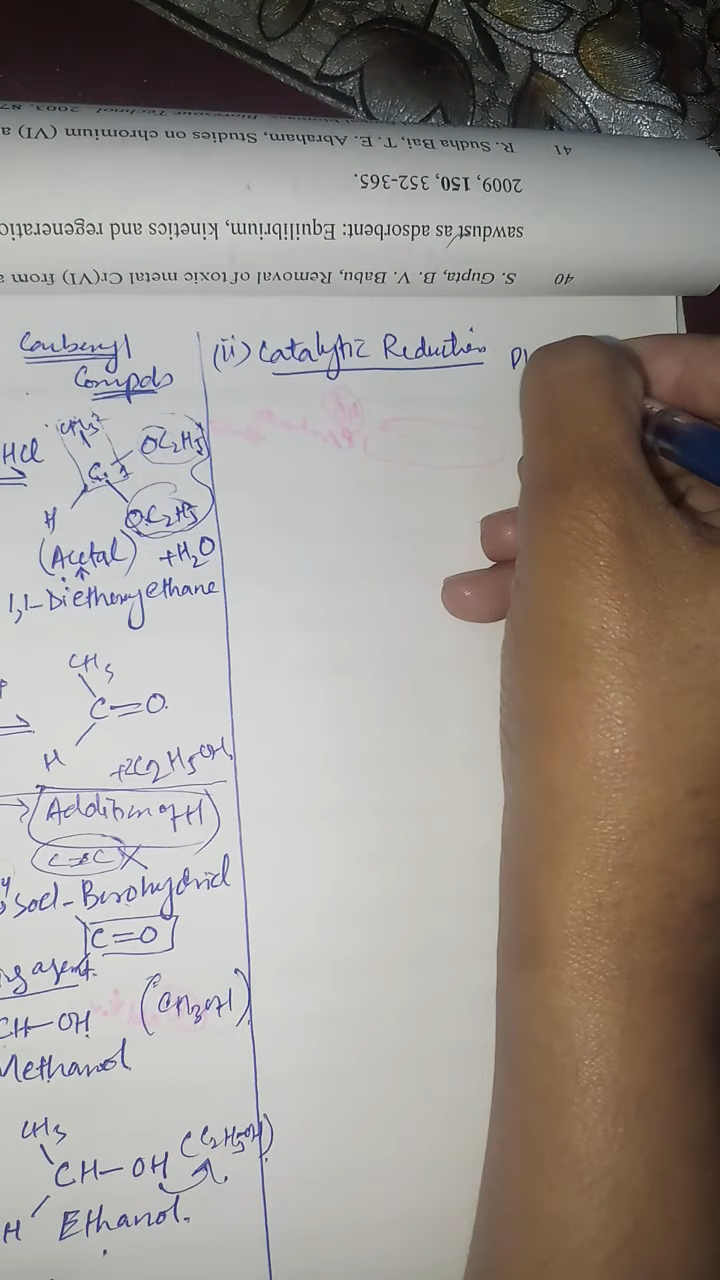 41 R. Sudha Bai, T. E. Abraham, Studies on chromium (VI) a
2009, 150, 352-365.
sawdust as adsorbent: Equilibrium, kinetics and regeneratio
40 S. Gupta, B. V. Babu, Removal of toxic metal Cr(VI) from a
Carbonyl
Compds
HCl
CH3
C
OC2H5
H
OC2H5
(Acetal) +H2O
1,1-Diethoxyethane
CH3
C=O
H
+2C2H5OH
Addition of H
C=C X
Sod-Borohydrid
C=O
ng agent
CH-OH (CH3OH)
Methanol
CH3
CH-OH (C2H5OH)
H
Ethanol.
(ii) Catalytic Reduction